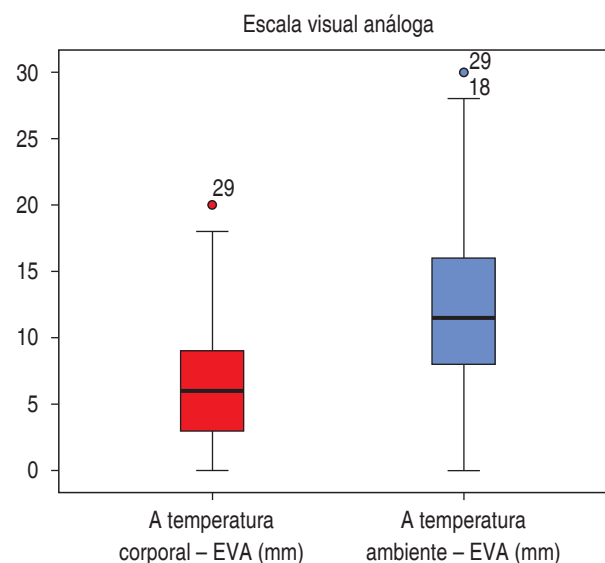 Escala visual análoga
30
25
20
15
10
5
0
29
29
18
A temperatura
corporal – EVA (mm)
A temperatura
ambiente – EVA (mm)